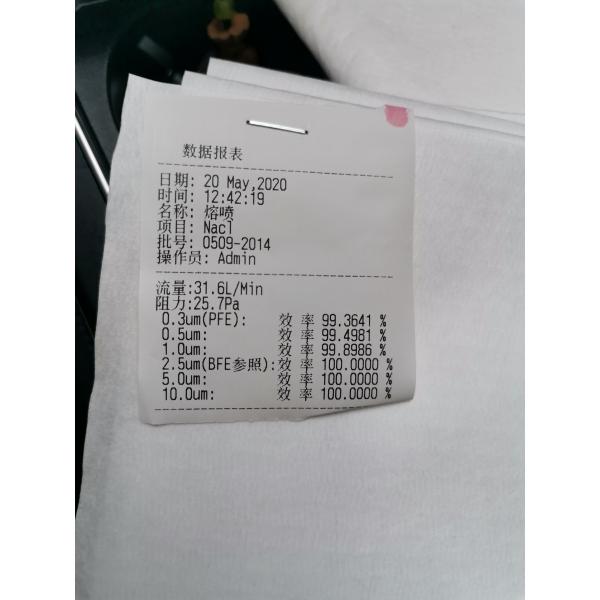 数据报表
日期: 20 May,2020
时间: 12:42:19
名称: 熔喷
项目: Nacl
批号: 0509-2014
操作员: Admin
流量:31.6L/Min
阻力:25.7Pa
0.3um(PFE): 效 率 99.3641 %
0.5um: 效 率 99.4981 %
1.0um: 效 率 99.8986 %
2.5um(BFE参照):效 率 100.0000 %
5.0um: 效 率 100.0000 %
10.0um: 效 率 100.0000 %